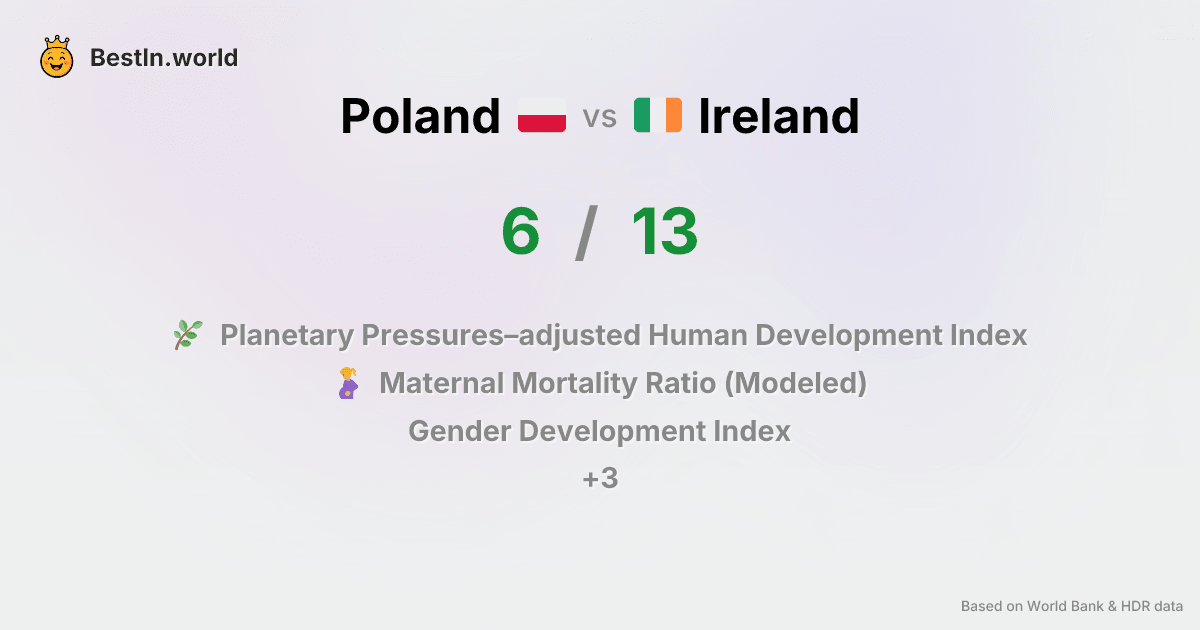 BestIn.world
Poland vs Ireland
6 / 13
Planetary Pressures–adjusted Human Development Index
Maternal Mortality Ratio (Modeled)
Gender Development Index
+3
Based on World Bank & HDR data